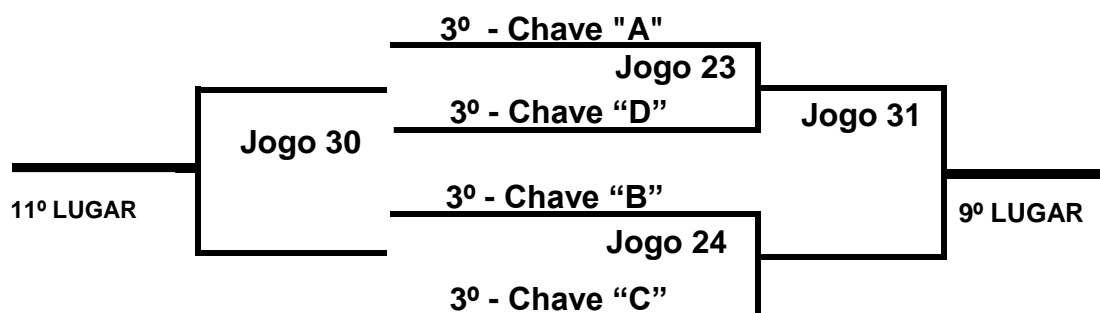 3º - Chave "A"
Jogo 23
3º - Chave “D”
Jogo 31
Jogo 30
3º - Chave “B”
11º LUGAR
9º LUGAR
Jogo 24
3º - Chave “C”